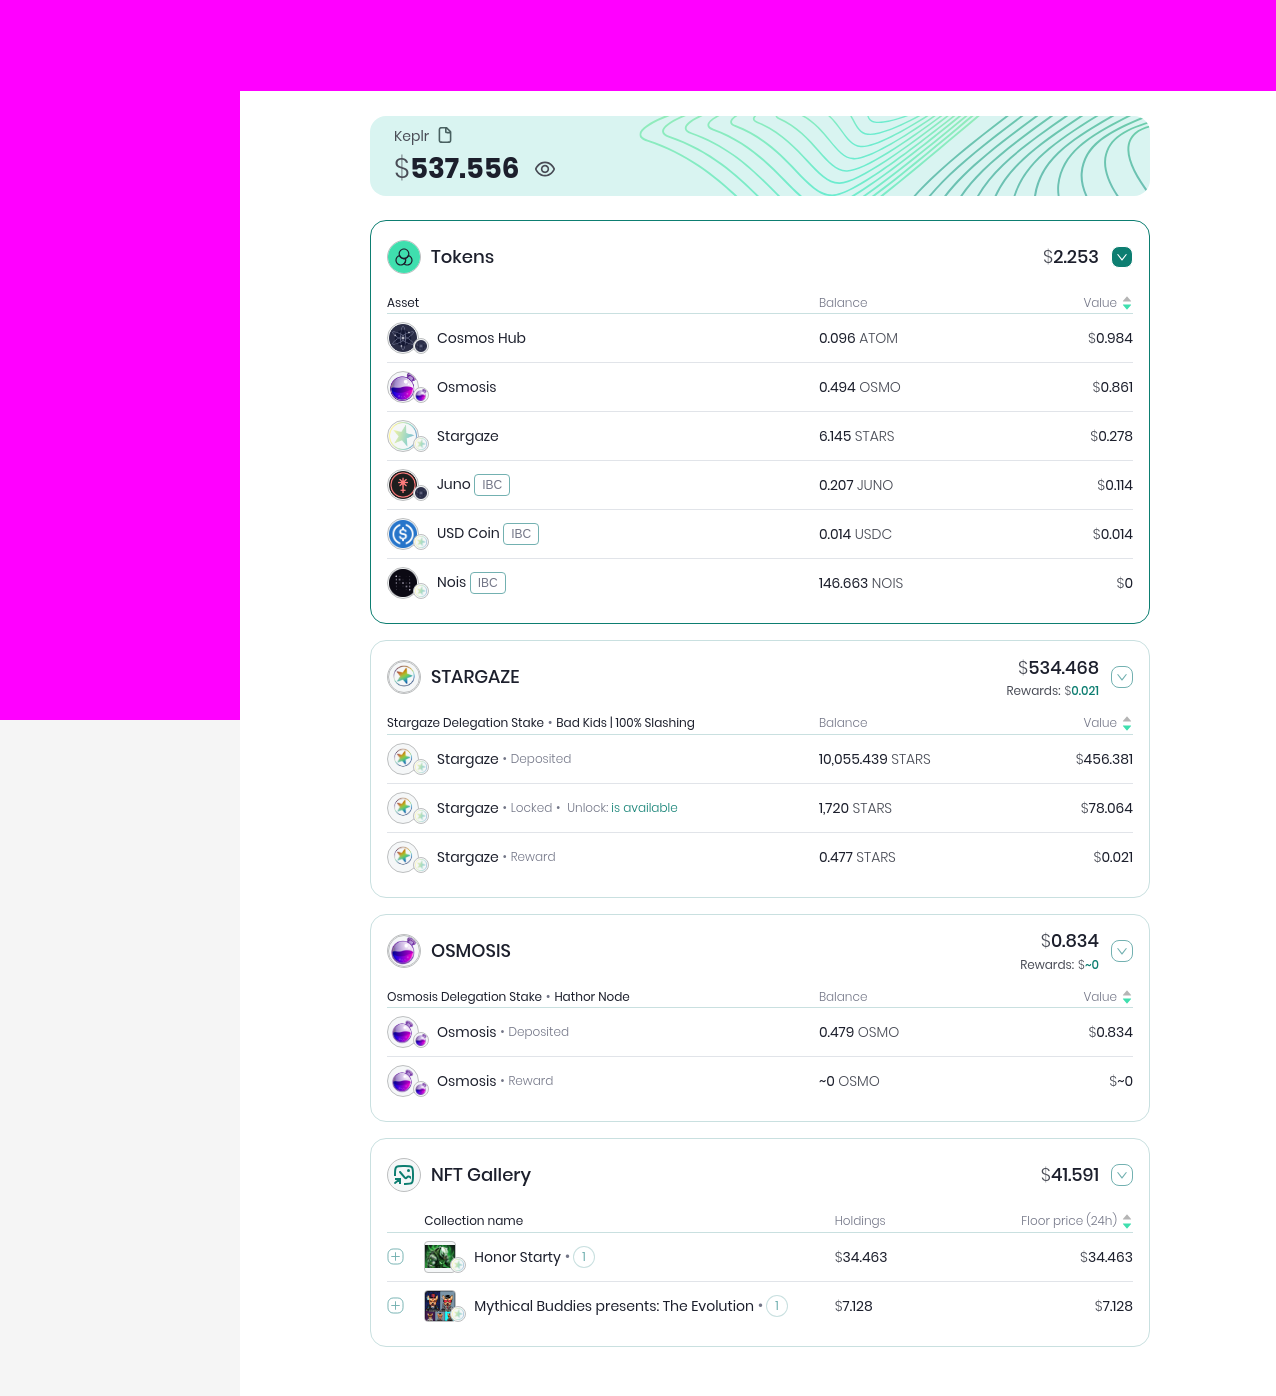 Keplr
$537.556
Tokens $2.253
Asset Balance Value
Cosmos Hub 0.096 ATOM $0.984
Osmosis 0.494 OSMO $0.861
Stargaze 6.145 STARS $0.278
Juno IBC 0.207 JUNO $0.114
USD Coin IBC 0.014 USDC $0.014
Nois IBC 146.663 NOIS $0
STARGAZE $534.468
Rewards: $0.021
Stargaze Delegation Stake • Bad Kids | 100% Slashing Balance Value
Stargaze • Deposited 10,055.439 STARS $456.381
Stargaze • Locked • Unlock: is available 1,720 STARS $78.064
Stargaze • Reward 0.477 STARS $0.021
OSMOSIS $0.834
Rewards: $~0
Osmosis Delegation Stake • Hathor Node Balance Value
Osmosis • Deposited 0.479 OSMO $0.834
Osmosis • Reward ~0 OSMO $~0
NFT Gallery $41.591
Collection name Holdings Floor price (24h)
Honor Starty • 1 $34.463 $34.463
Mythical Buddies presents: The Evolution • 1 $7.128 $7.128